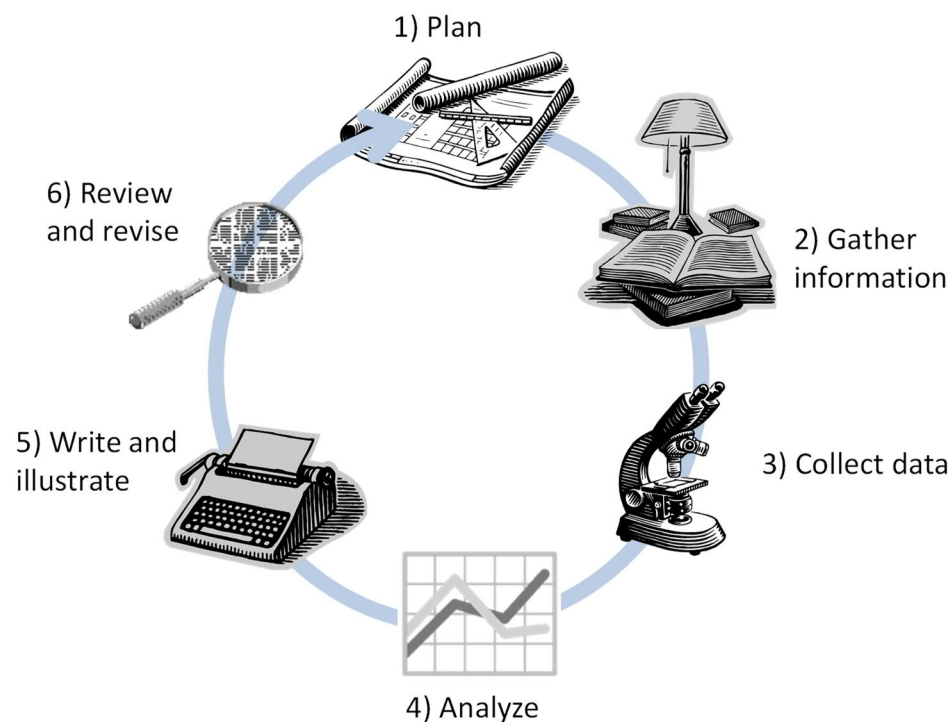 1) Plan
2) Gather
information
3) Collect data
4) Analyze
5) Write and
illustrate
6) Review
and revise